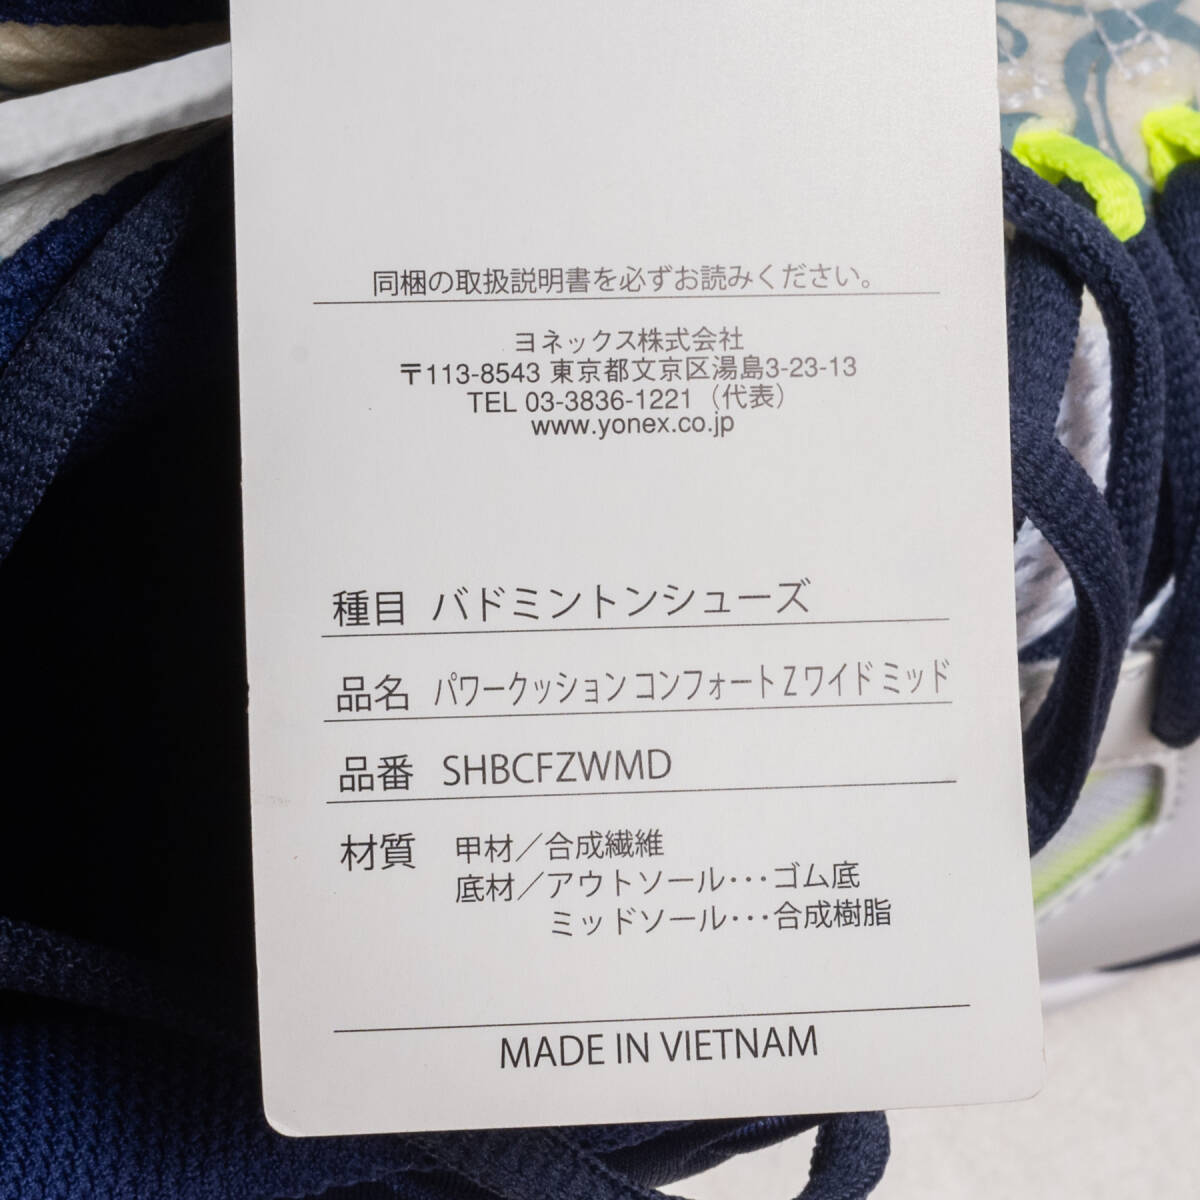 同梱の取扱説明書を必ずお読みください。
ヨネックス株式会社
〒113-8543 東京都文京区湯島3-23-13
TEL 03-3836-1221（代表）
www.yonex.co.jp
種目 バドミントンシューズ
品名 パワークッション コンフォート Z ワイド ミッド
品番 SHBCFZWMD
材質 甲材／合成繊維
底材／アウトソール･･･ゴム底
ミッドソール･･･合成樹脂
MADE IN VIETNAM